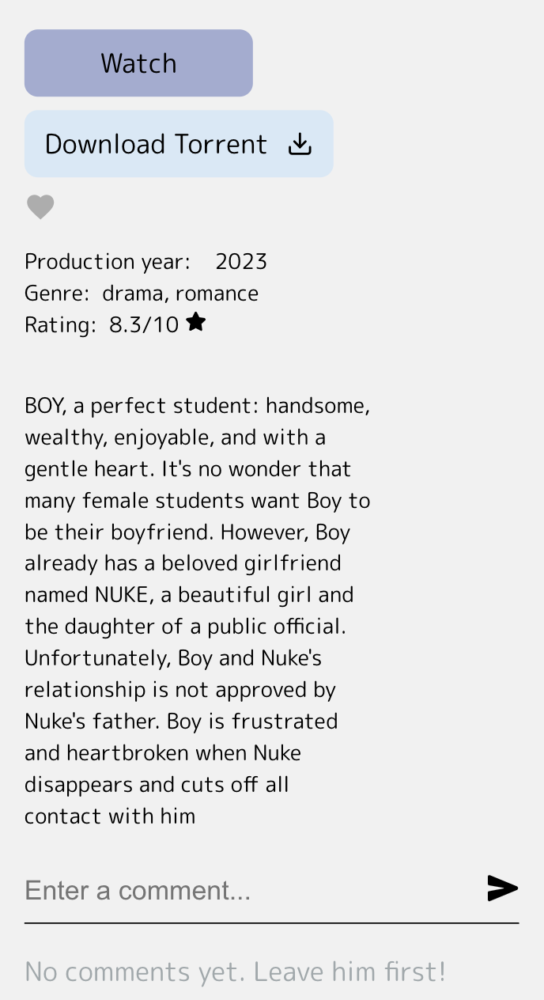 Watch
Download Torrent
Production year: 2023
Genre: drama, romance
Rating: 8.3/10
BOY, a perfect student: handsome,
wealthy, enjoyable, and with a
gentle heart. It's no wonder that
many female students want Boy to
be their boyfriend. However, Boy
already has a beloved girlfriend
named NUKE, a beautiful girl and
the daughter of a public official.
Unfortunately, Boy and Nuke's
relationship is not approved by
Nuke's father. Boy is frustrated
and heartbroken when Nuke
disappears and cuts off all
contact with him
Enter a comment...
No comments yet. Leave him first!